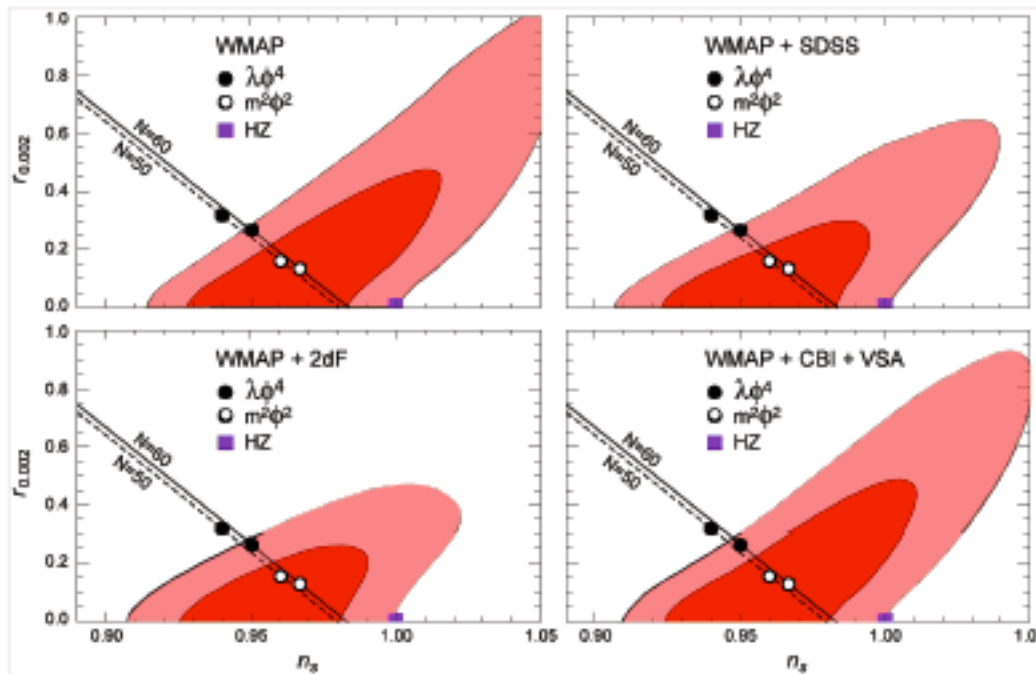 WMAP
λϕ⁴
m²ϕ²
HZ
N=60
N=50
r0.002
1.0
0.8
0.6
0.4
0.2
0.0
WMAP + SDSS
λϕ⁴
m²ϕ²
HZ
N=60
N=50
WMAP + 2dF
λϕ⁴
m²ϕ²
HZ
N=60
N=50
r0.002
0.8
0.6
0.4
0.2
0.0
0.90
0.95
1.00
1.05
ns
WMAP + CBI + VSA
λϕ⁴
m²ϕ²
HZ
N=60
N=50
0.90
0.95
1.00
1.0
ns